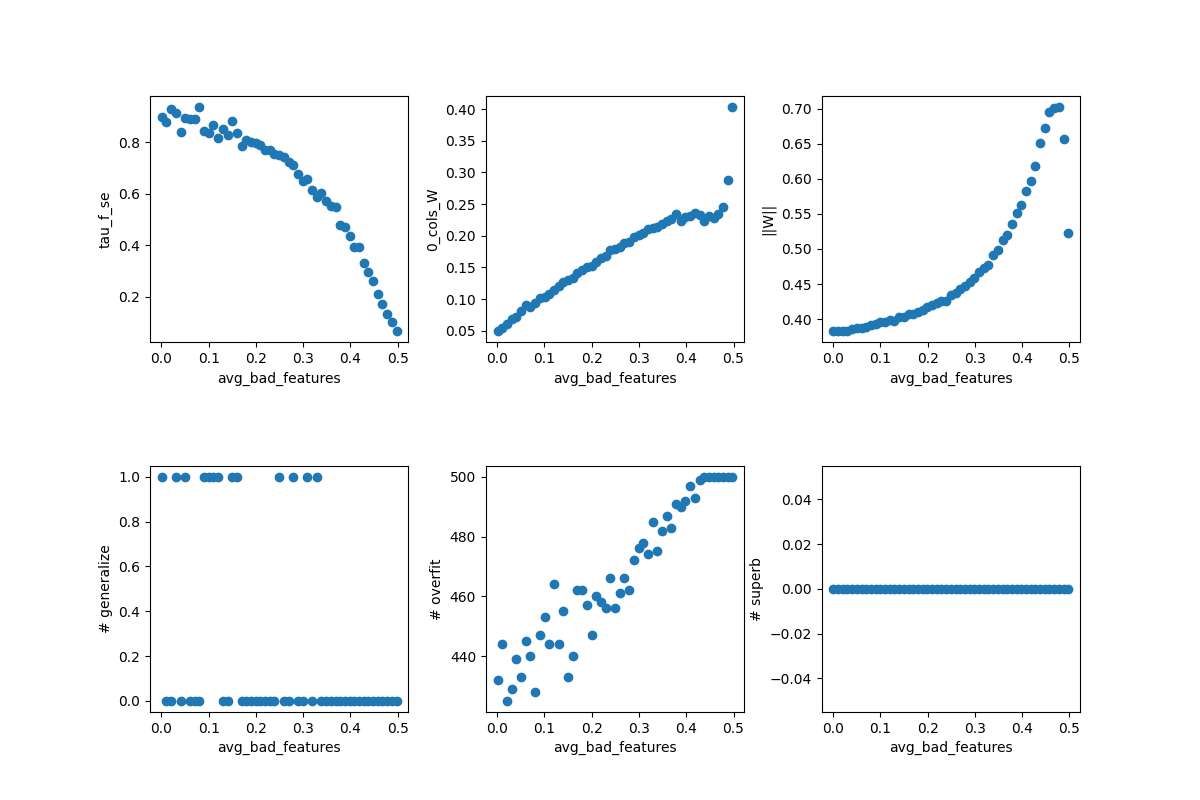 0.8
0.6
0.4
0.2
tau_f_se
0.0 0.1 0.2 0.3 0.4 0.5
avg_bad_features
0.40
0.35
0.30
0.25
0.20
0.15
0.10
0.05
0_cols_W
0.0 0.1 0.2 0.3 0.4 0.5
avg_bad_features
0.70
0.65
0.60
0.55
0.50
0.45
0.40
||W||
0.0 0.1 0.2 0.3 0.4 0.5
avg_bad_features
1.0
0.8
0.6
0.4
0.2
0.0
# generalize
0.0 0.1 0.2 0.3 0.4 0.5
avg_bad_features
500
480
460
440
# overfit
0.0 0.1 0.2 0.3 0.4 0.5
avg_bad_features
0.04
0.02
0.00
−0.02
−0.04
# superb
0.0 0.1 0.2 0.3 0.4 0.5
avg_bad_features